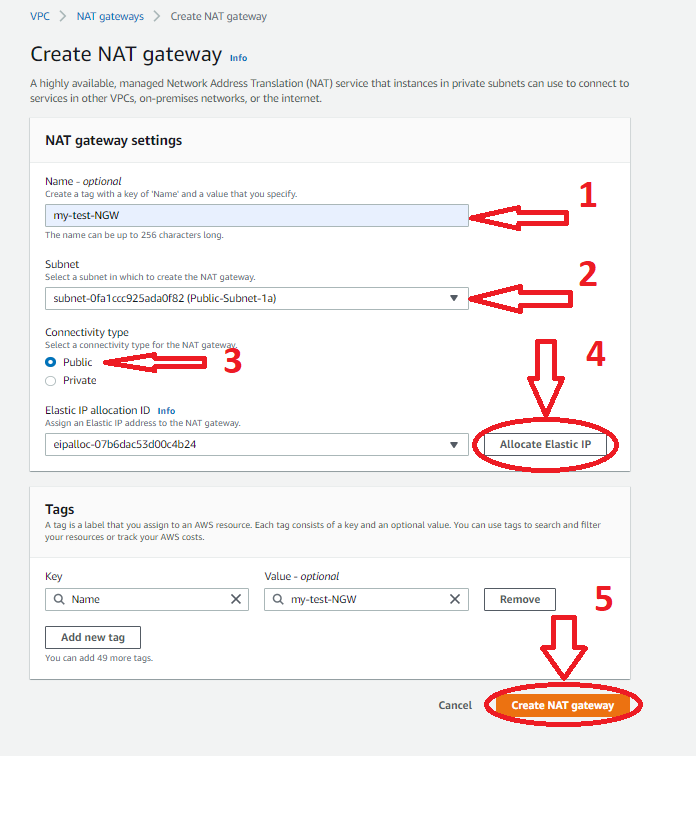 VPC > NAT gateways > Create NAT gateway
Create NAT gateway Info
A highly available, managed Network Address Translation (NAT) service that instances in private subnets can use to connect to
services in other VPCs, on-premises networks, or the internet.
NAT gateway settings
Name - optional
Create a tag with a key of 'Name' and a value that you specify.
1
my-test-NGW
The name can be up to 256 characters long.
Subnet
Select a subnet in which to create the NAT gateway.
2
subnet-0fa1ccc925ada0f82 (Public-Subnet-1a)
Connectivity type
Select a connectivity type for the NAT gateway.
Public
3
4
Private
Elastic IP allocation ID Info
Assign an Elastic IP address to the NAT gateway.
eipalloc-07b6dac53d00c4b24
Allocate Elastic IP
Tags
A tag is a label that you assign to an AWS resource. Each tag consists of a key and an optional value. You can use tags to search and filter
your resources or track your AWS costs.
Key Value - optional
Name my-test-NGW Remove
5
Add new tag
You can add 49 more tags.
Cancel Create NAT gateway